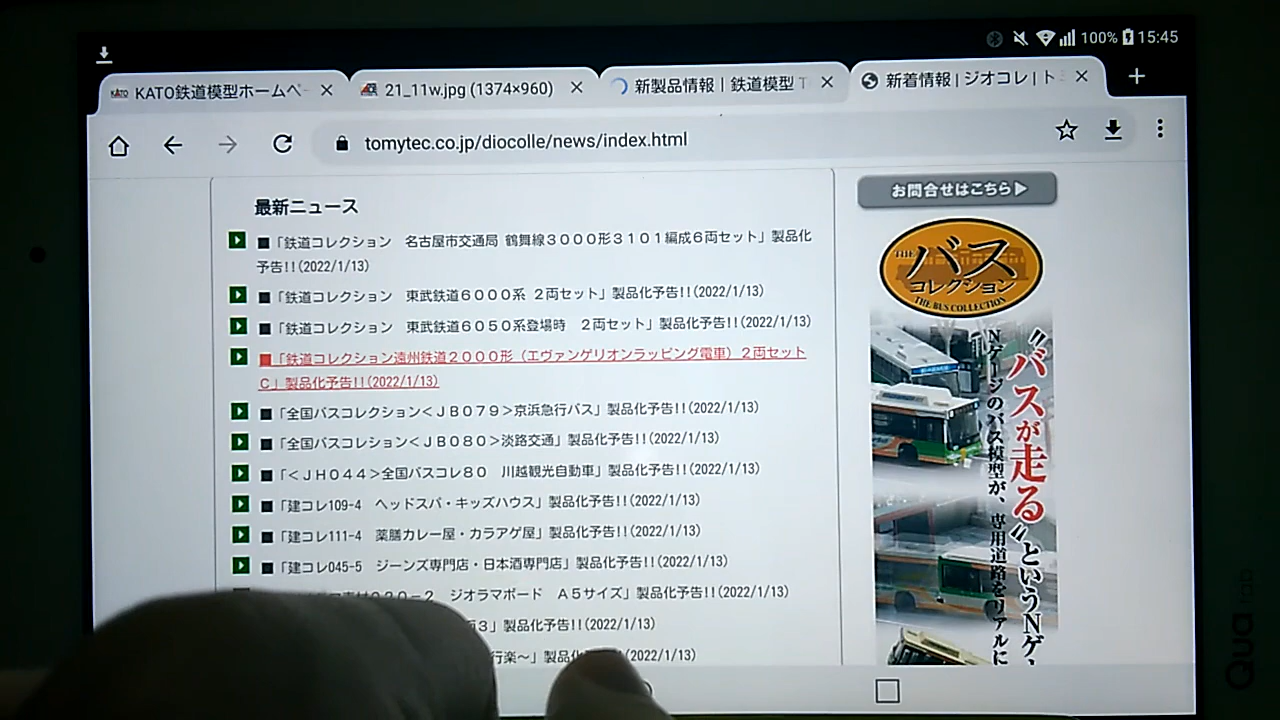 100% 15:45
KATO鉄道模型ホームペー
21_11w.jpg (1374×960)
新製品情報 | 鉄道模型 T
新着情報 | ジオコレ | ト
tomytec.co.jp/diocolle/news/index.html
最新ニュース
■「鉄道コレクション 名古屋市交通局 鶴舞線3000形3101編成6両セット」製品化
予告!!(2022/1/13)
■「鉄道コレクション 東武鉄道6000系 2両セット」製品化予告!!(2022/1/13)
■「鉄道コレクション 東武鉄道6050系登場時 2両セット」製品化予告!!(2022/1/13)
■「鉄道コレクション遠州鉄道2000形（エヴァンゲリオンラッピング電車）2両セット
C」製品化予告!!(2022/1/13)
■「全国バスコレクション<JB079>京浜急行バス」製品化予告!!(2022/1/13)
■「全国バスコレション<JB080>淡路交通」製品化予告!!(2022/1/13)
■「<JH044>全国バスコレ80 川越観光自動車」製品化予告!!(2022/1/13)
■「建コレ109-4 ヘッドスパ・キッズハウス」製品化予告!!(2022/1/13)
■「建コレ111-4 薬膳カレー屋・カラアゲ屋」製品化予告!!(2022/1/13)
■「建コレ045-5 ジーンズ専門店・日本酒専門店」製品化予告!!(2022/1/13)
-2 ジオラマボード A5サイズ」製品化予告!!(2022/1/13)
3」製品化予告!!(2022/1/13)
行楽～」製品化 (2022/1/13)
お問合せはこちら▶
THE
バス
コレクション
THE BUS COLLECTION
"バスが走る"というNゲ
Nゲージのバス模型が、専用道路をリアルに
Qua tab